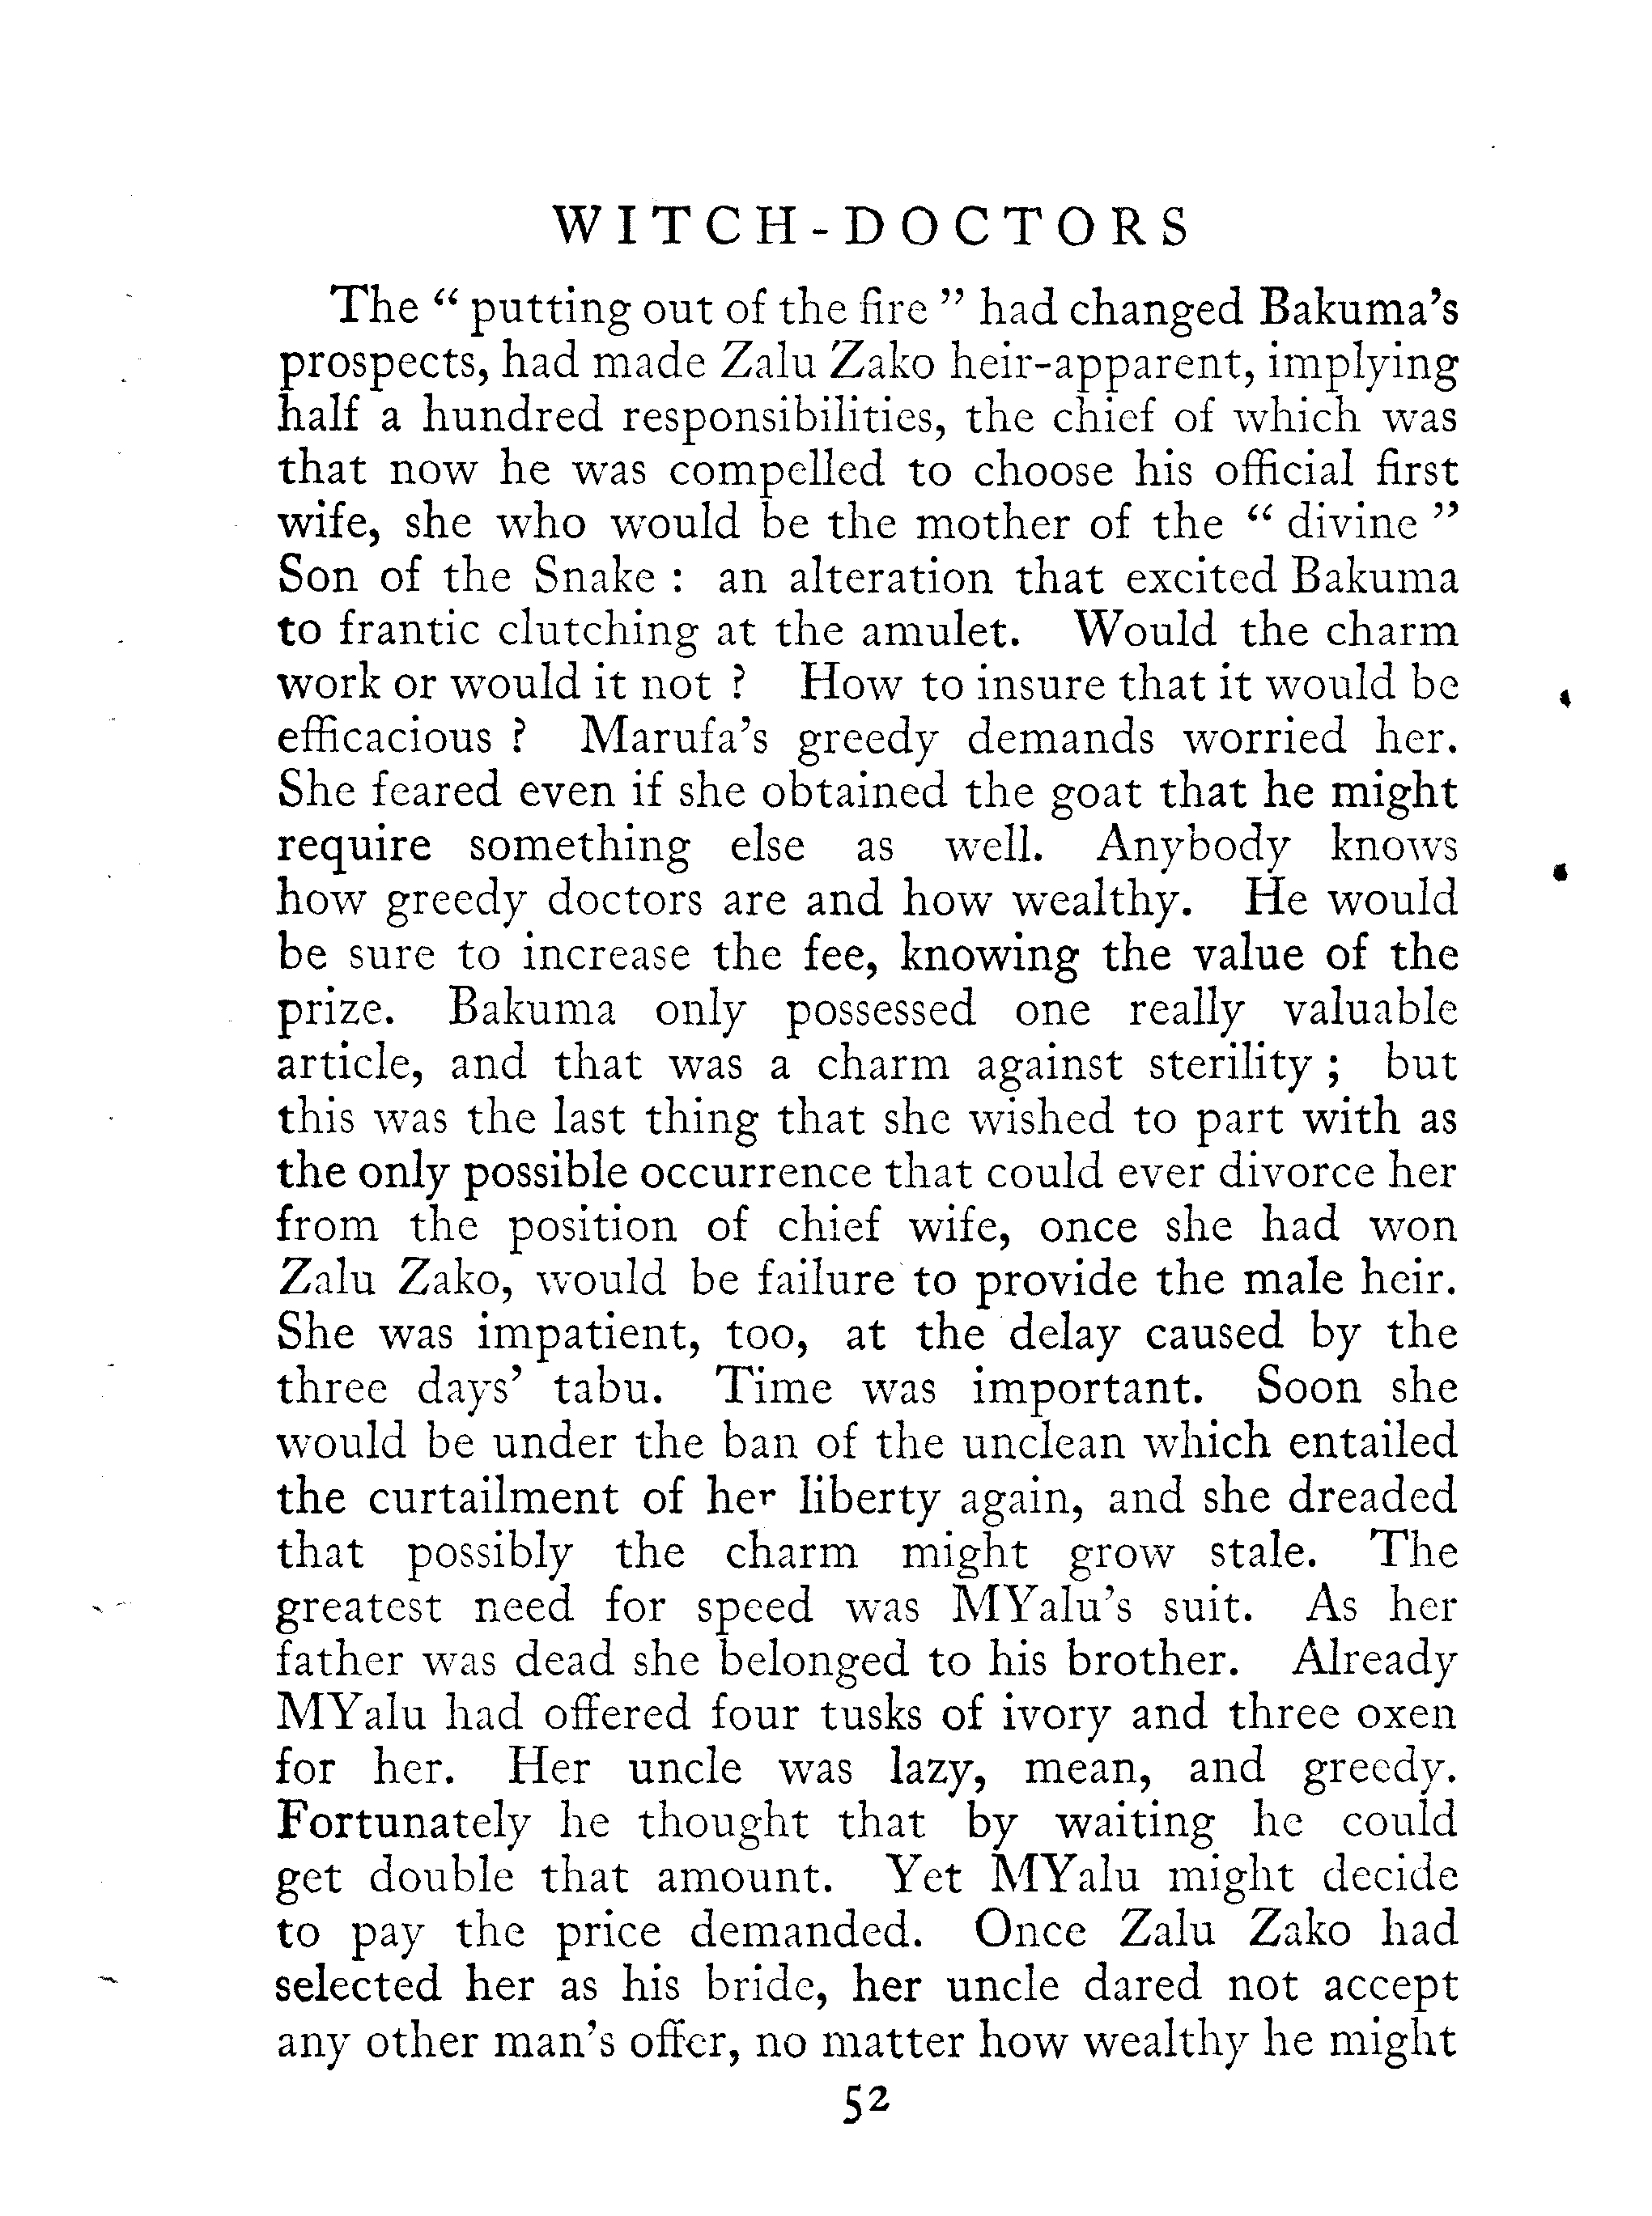 WITCH-DOCTORS
The “ putting out of the fire ” had changed Bakuma’s
prospects, had made Zalu Zako heir-apparent, implying
half a hundred responsibilities, the chief of which was
that now he was compelled to choose his official first
wife, she who would be the mother of the “ divine ”
Son of the Snake : an alteration that excited Bakuma
to frantic clutching at the amulet. Would the charm
work or would it not ? How to insure that it would be
efficacious ? Marufa’s greedy demands worried her.
She feared even if she obtained the goat that he might
require something else as well. Anybody knows
how greedy doctors are and how wealthy. He would
be sure to increase the fee, knowing the value of the
prize. Bakuma only possessed one really valuable
article, and that was a charm against sterility ; but
this was the last thing that she wished to part with as
the only possible occurrence that could ever divorce her
from the position of chief wife, once she had won
Zalu Zako, would be failure to provide the male heir.
She was impatient, too, at the delay caused by the
three days’ tabu. Time was important. Soon she
would be under the ban of the unclean which entailed
the curtailment of her liberty again, and she dreaded
that possibly the charm might grow stale. The
greatest need for speed was MYalu’s suit. As her
father was dead she belonged to his brother. Already
MYalu had offered four tusks of ivory and three oxen
for her. Her uncle was lazy, mean, and greedy.
Fortunately he thought that by waiting he could
get double that amount. Yet MYalu might decide
to pay the price demanded. Once Zalu Zako had
selected her as his bride, her uncle dared not accept
any other man’s offer, no matter how wealthy he might
52